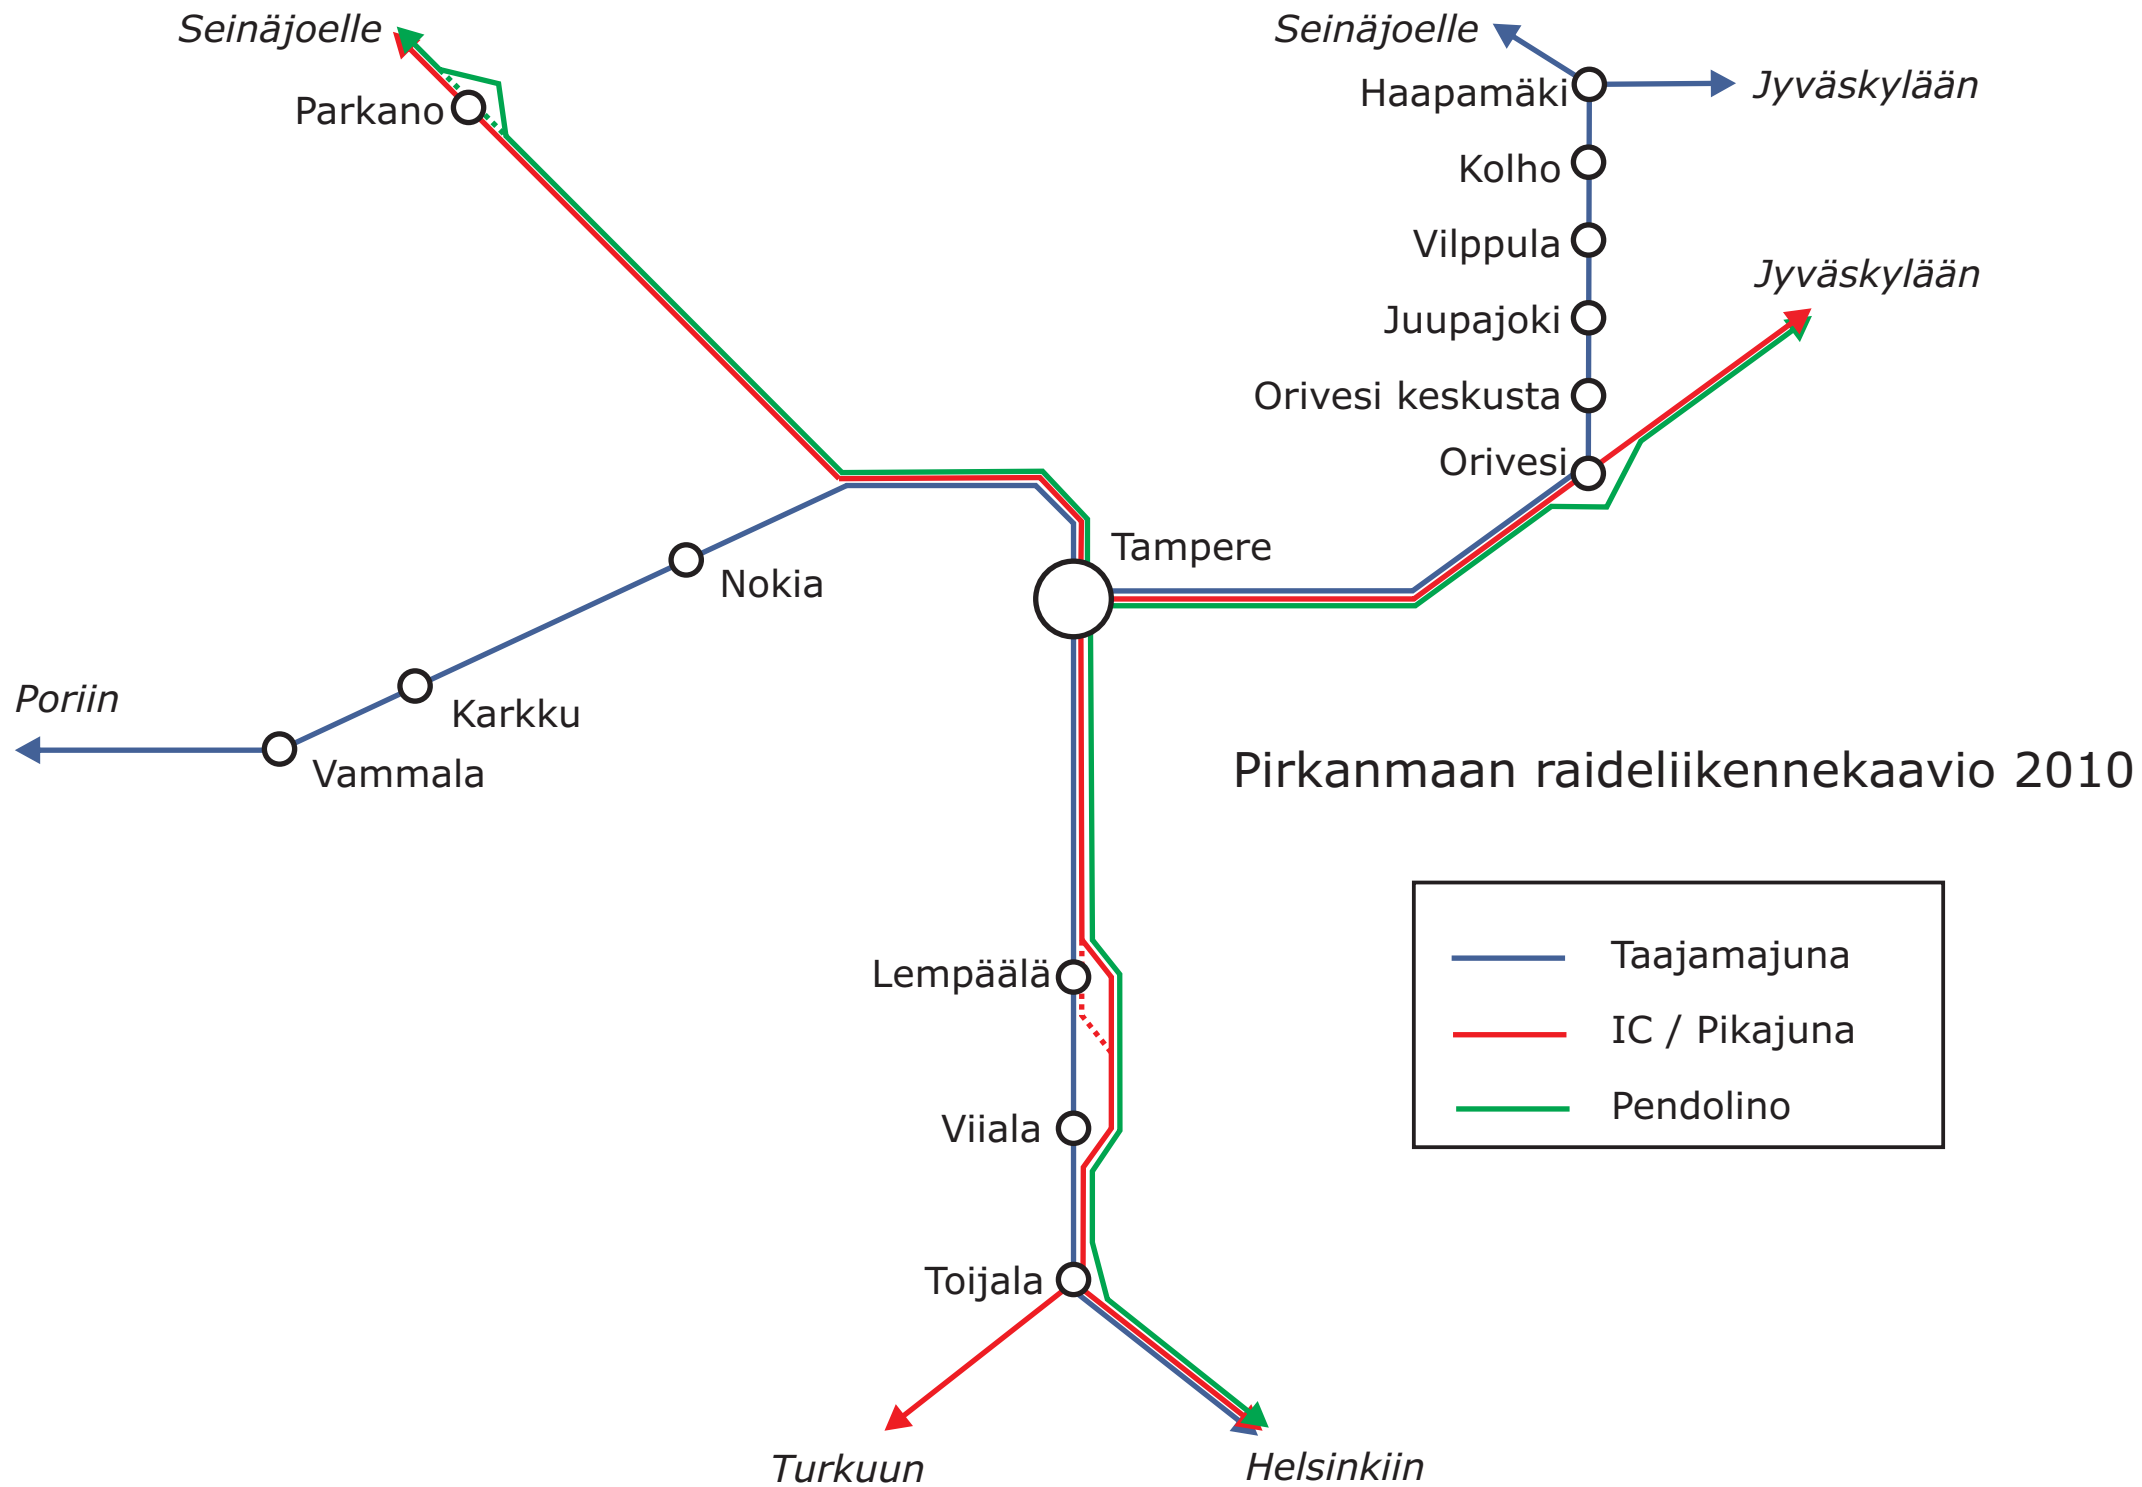 Seinäjoelle
Parkano
Seinäjoelle
Haapamäki
Jyväskylään
Kolho
Vilppula
Juupajoki
Jyväskylään
Orivesi keskusta
Orivesi
Tampere
Nokia
Karkku
Poriin
Vammala
Pirkanmaan raideliikennekaavio 2010
Lempäälä
Viiala
Toijala
Turkuun
Helsinkiin
Taajamajuna
IC / Pikajuna
Pendolino